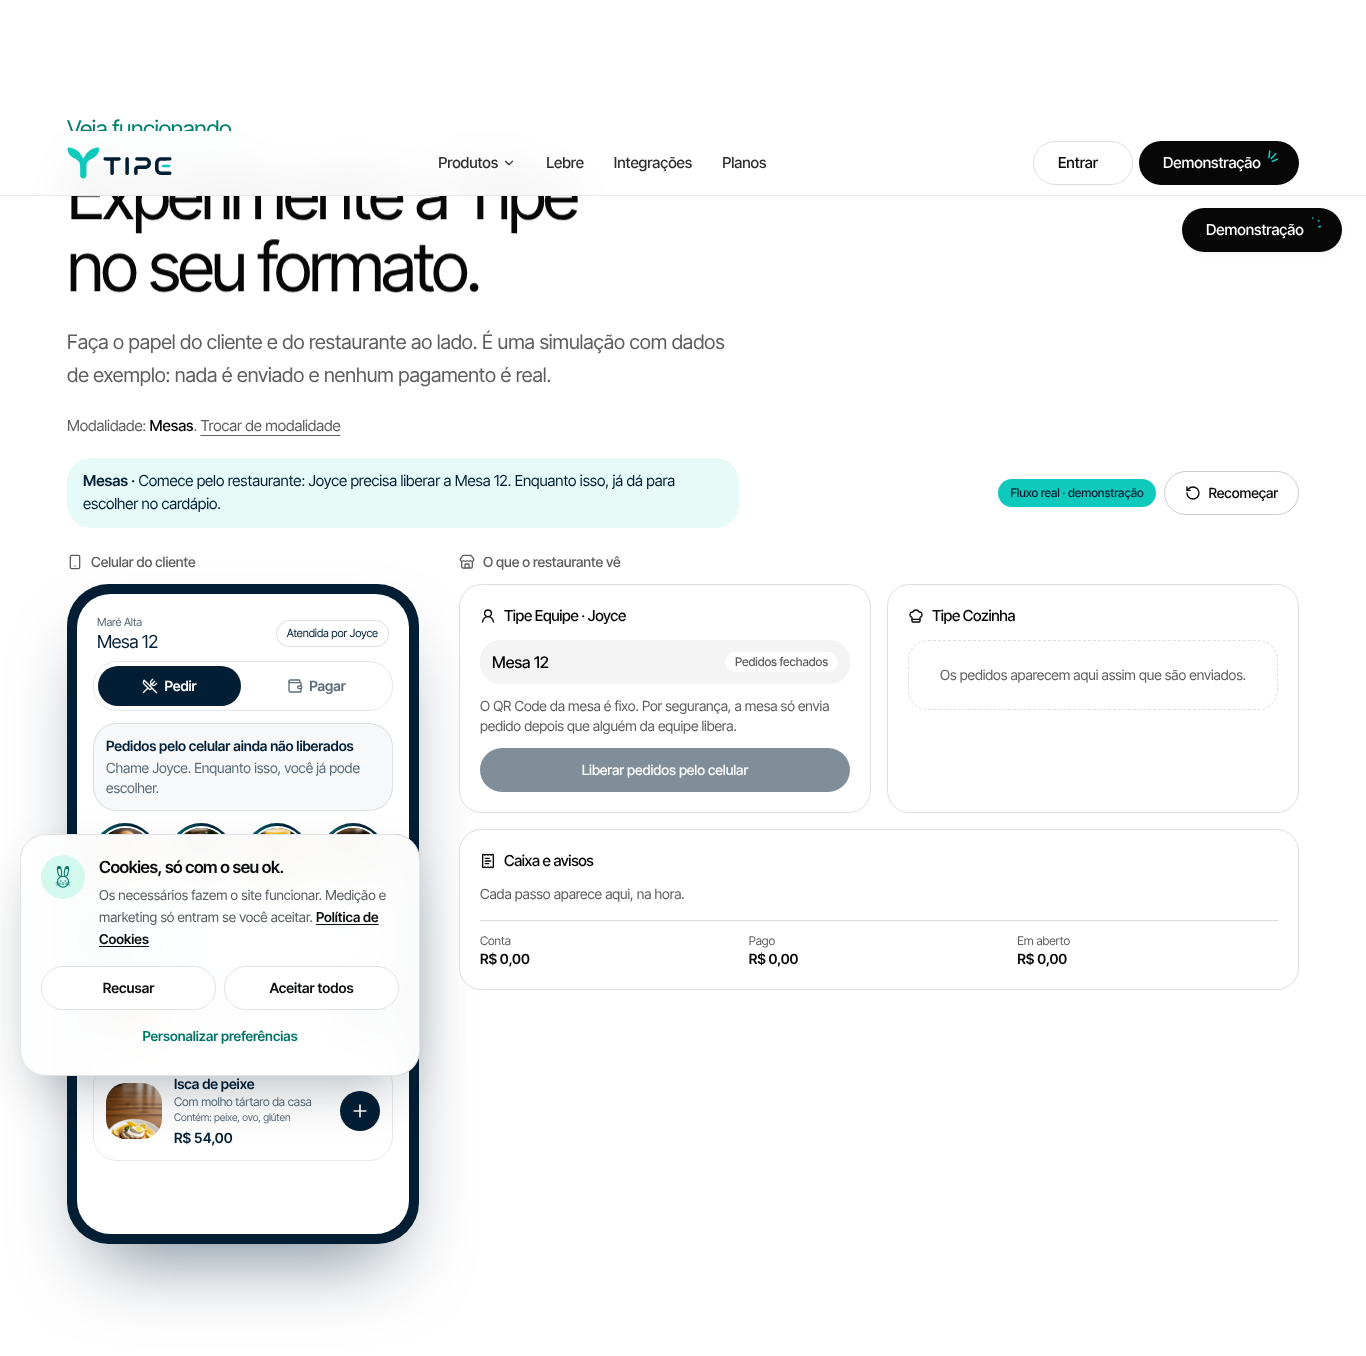 Veja funcionando
TIPE
Produtos
Lebre
Integrações
Planos
Entrar
Demonstração
Demonstração
Experimente a Tipe
no seu formato.
Faça o papel do cliente e do restaurante ao lado. É uma simulação com dados
de exemplo: nada é enviado e nenhum pagamento é real.
Modalidade: Mesas. Trocar de modalidade
Mesas · Comece pelo restaurante: Joyce precisa liberar a Mesa 12. Enquanto isso, já dá para
escolher no cardápio.
Fluxo real · demonstração
Recomeçar
Celular do cliente
Maré Alta
Mesa 12
Atendida por Joyce
Pedir
Pagar
Pedidos pelo celular ainda não liberados
Chame Joyce. Enquanto isso, você já pode
escolher.
Cookies, só com o seu ok.
Os necessários fazem o site funcionar. Medição e
marketing só entram se você aceitar. Política de
Cookies
Recusar
Aceitar todos
Personalizar preferências
Isca de peixe
Com molho tártaro da casa
Contém: peixe, ovo, glúten
R$ 54,00
O que o restaurante vê
Tipe Equipe · Joyce
Mesa 12
Pedidos fechados
O QR Code da mesa é fixo. Por segurança, a mesa só envia
pedido depois que alguém da equipe libera.
Liberar pedidos pelo celular
Tipe Cozinha
Os pedidos aparecem aqui assim que são enviados.
Caixa e avisos
Cada passo aparece aqui, na hora.
Conta
R$ 0,00
Pago
R$ 0,00
Em aberto
R$ 0,00